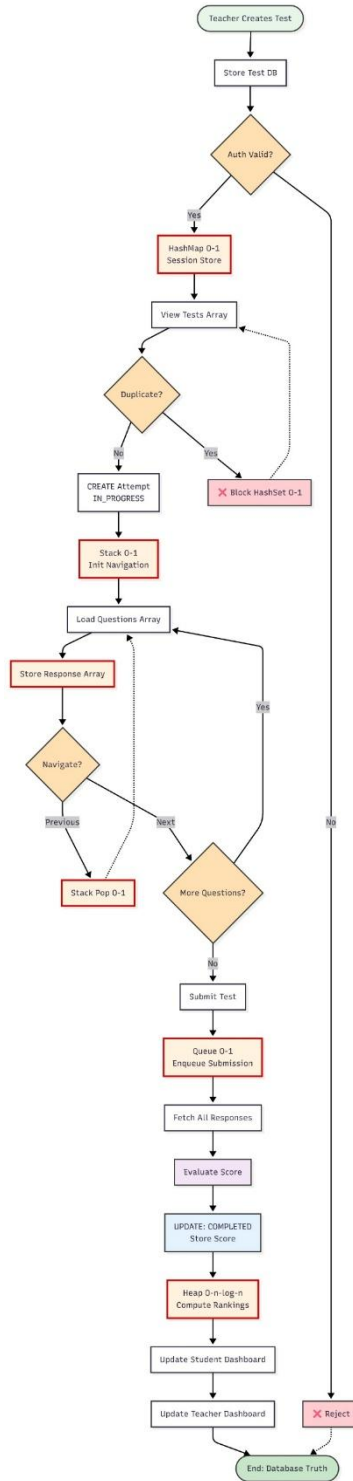 Teacher Creates Test
Store Test DB
Auth Valid?
Yes
HashMap O-1
Session Store
View Tests Array
Duplicate?
No
Yes
CREATE Attempt
IN_PROGRESS
❌ Block HashSet O-1
Stack O-1
Init Navigation
Load Questions Array
Store Response Array
Yes
No
Navigate?
Previous
Next
Stack Pop O-1
More Questions?
No
Submit Test
Queue O-1
Enqueue Submission
Fetch All Responses
Evaluate Score
UPDATE: COMPLETED
Store Score
Heap O-n-log-n
Compute Rankings
Update Student Dashboard
Update Teacher Dashboard
❌ Reject
End: Database Truth